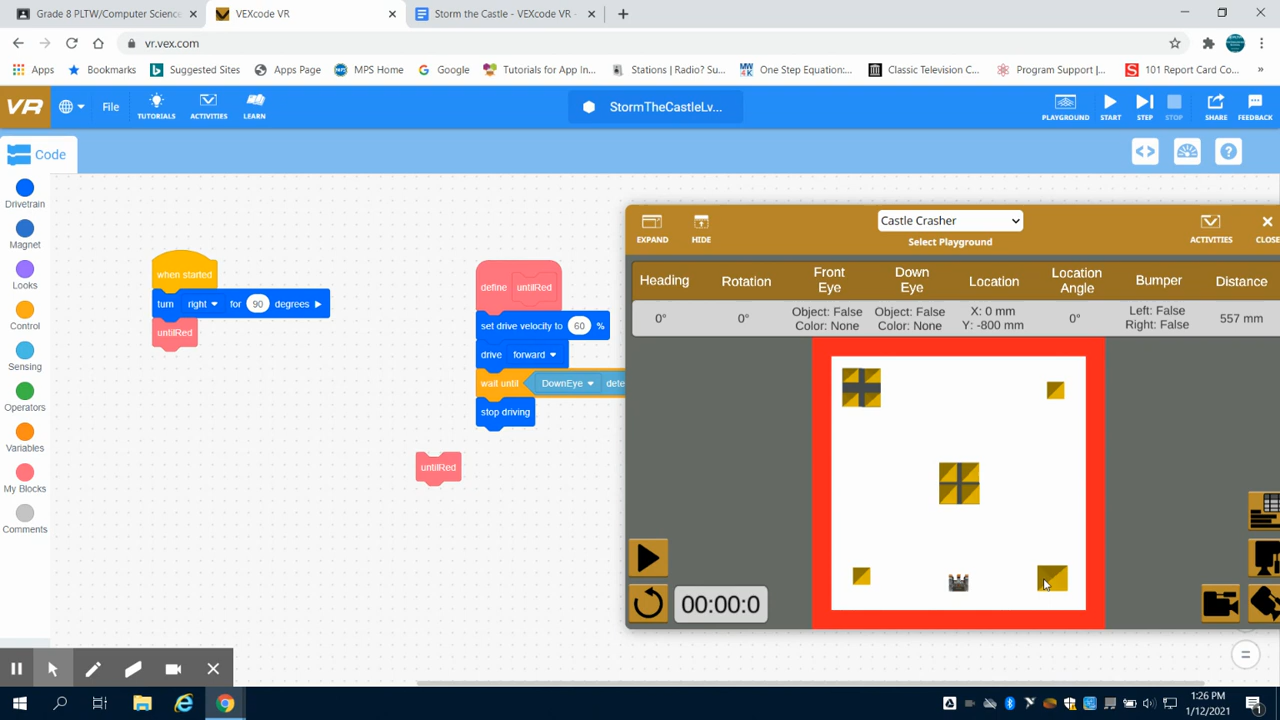 Grade 8 PLTW/Computer Science
VEXcode VR
Storm the Castle - VEXcode VR -
vr.vex.com
Apps
Bookmarks
Suggested Sites
Apps Page
MPS Home
Google
Tutorials for App In...
Stations | Radio? Su...
One Step Equation:...
Classic Television C...
Program Support |...
101 Report Card Co...
VR
File
TUTORIALS
ACTIVITIES
LEARN
StormTheCastleLv...
PLAYGROUND
START
STEP
STOP
SHARE
FEEDBACK
Code
Drivetrain
Magnet
Looks
Control
Sensing
Operators
Variables
My Blocks
Comments
when started
turn right for 90 degrees
untilRed
define untilRed
set drive velocity to 60 %
drive forward
wait until DownEye dete
stop driving
untilRed
EXPAND
HIDE
Castle Crasher
Select Playground
ACTIVITIES
CLOSE
Heading Rotation Front Eye Down Eye Location Location Angle Bumper Distance
0° 0° Object: False Color: None Object: False Color: None X: 0 mm Y: -800 mm 0° Left: False Right: False 557 mm
00:00:0
1:26 PM
1/12/2021